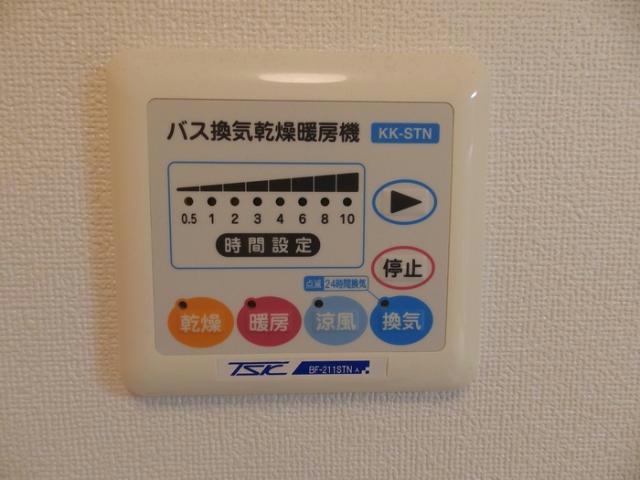 バス換気乾燥暖房機 KK-STN
0.5 1 2 3 4 6 8 10
時間設定
停止
点滅 24時間換気
乾燥 暖房 涼風 換気
TSK BF-211STN A